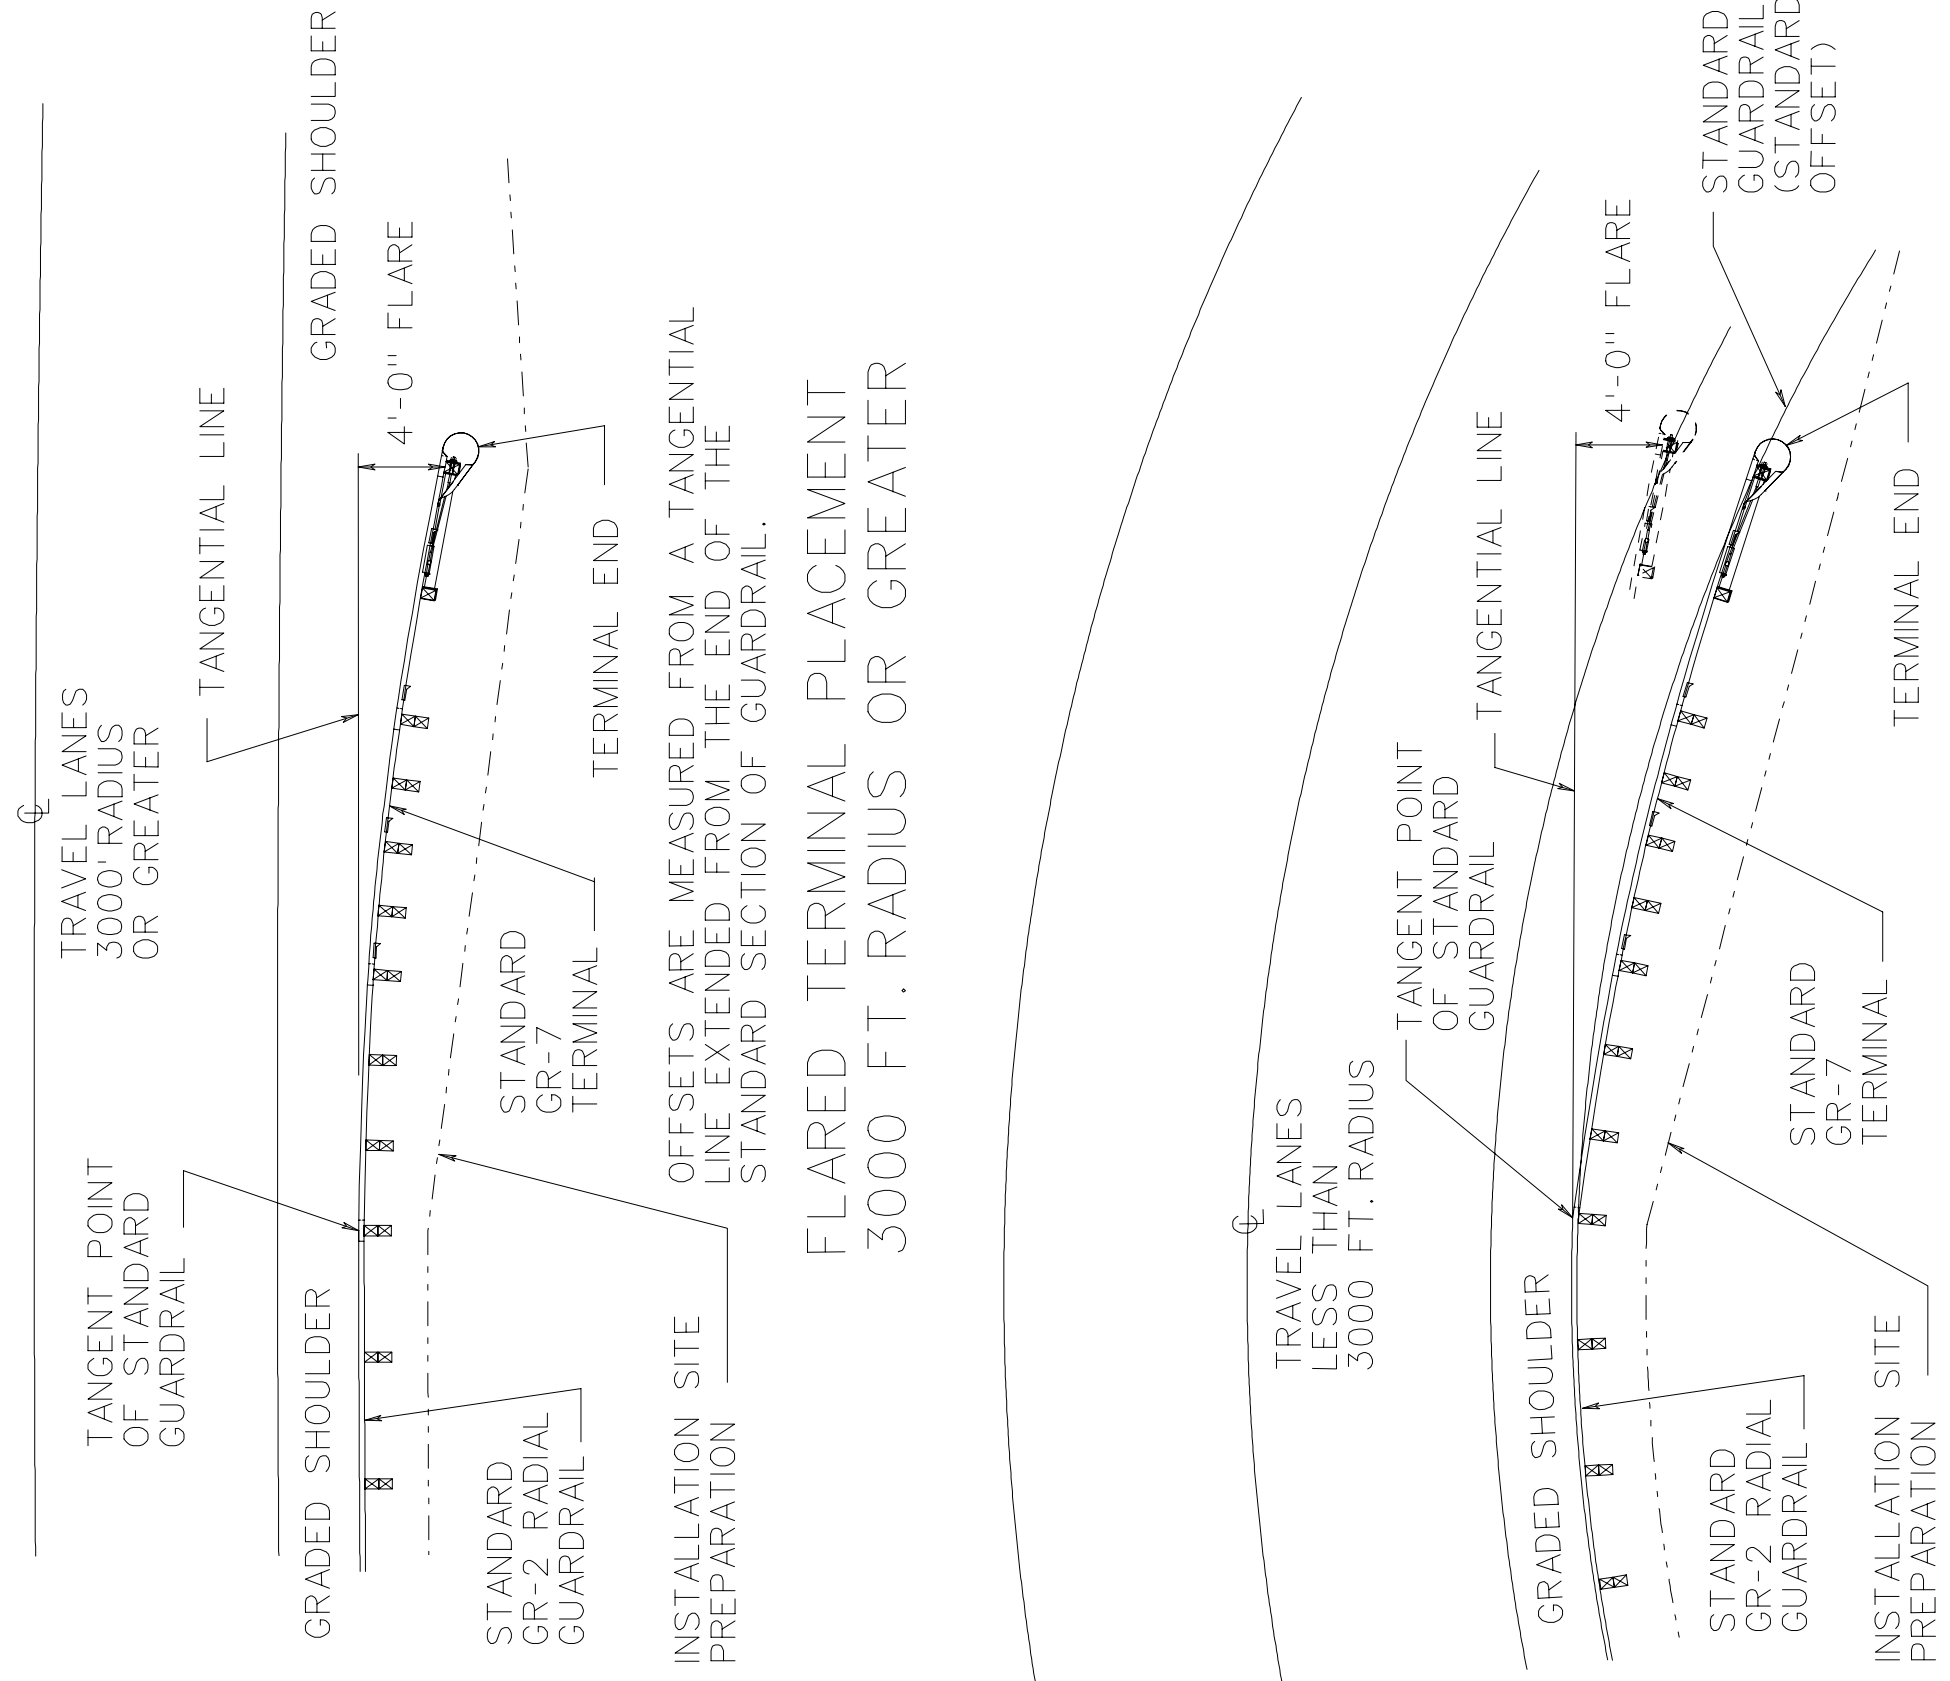 ℄
TRAVEL LANES
3000' RADIUS
OR GREATER
TANGENT POINT
OF STANDARD
GUARDRAIL
TANGENTIAL LINE
GRADED SHOULDER
GRADED SHOULDER
4'-0" FLARE
STANDARD
GR-2 RADIAL
GUARDRAIL
STANDARD
GR-7
TERMINAL
TERMINAL END
INSTALLATION SITE
PREPARATION
OFFSETS ARE MEASURED FROM A TANGENTIAL
LINE EXTENDED FROM THE END OF THE
STANDARD SECTION OF GUARDRAIL.
FLARED TERMINAL PLACEMENT
3000 FT. RADIUS OR GREATER
℄
TRAVEL LANES
LESS THAN
3000 FT. RADIUS
TANGENT POINT
OF STANDARD
GUARDRAIL
TANGENTIAL LINE
GRADED SHOULDER
4'-0" FLARE
STANDARD
GUARDRAIL
(STANDARD
OFFSET)
STANDARD
GR-2 RADIAL
GUARDRAIL
STANDARD
GR-7
TERMINAL
TERMINAL END
INSTALLATION SITE
PREPARATION